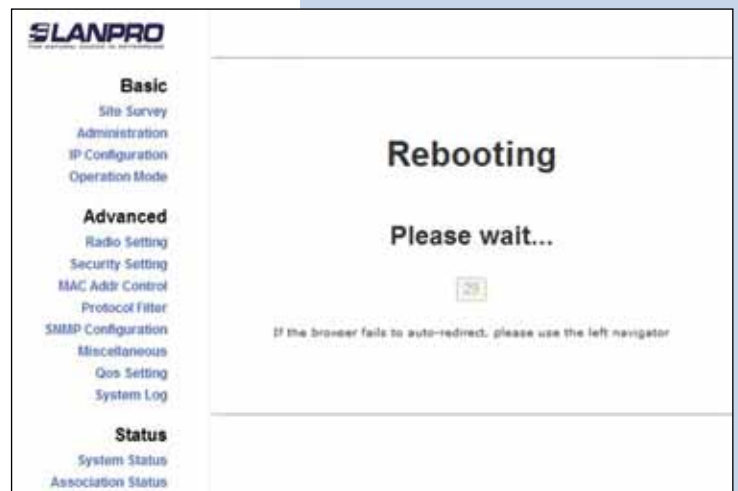 LANPRO
Basic
Site Survey
Administration
IP Configuration
Operation Mode
Advanced
Radio Setting
Security Setting
MAC Addr Control
Protocol Filter
SNMP Configuration
Miscellaneous
Qos Setting
System Log
Status
System Status
Association Status
Rebooting
Please wait...
29
If the browser fails to auto-redirect, please use the left navigator